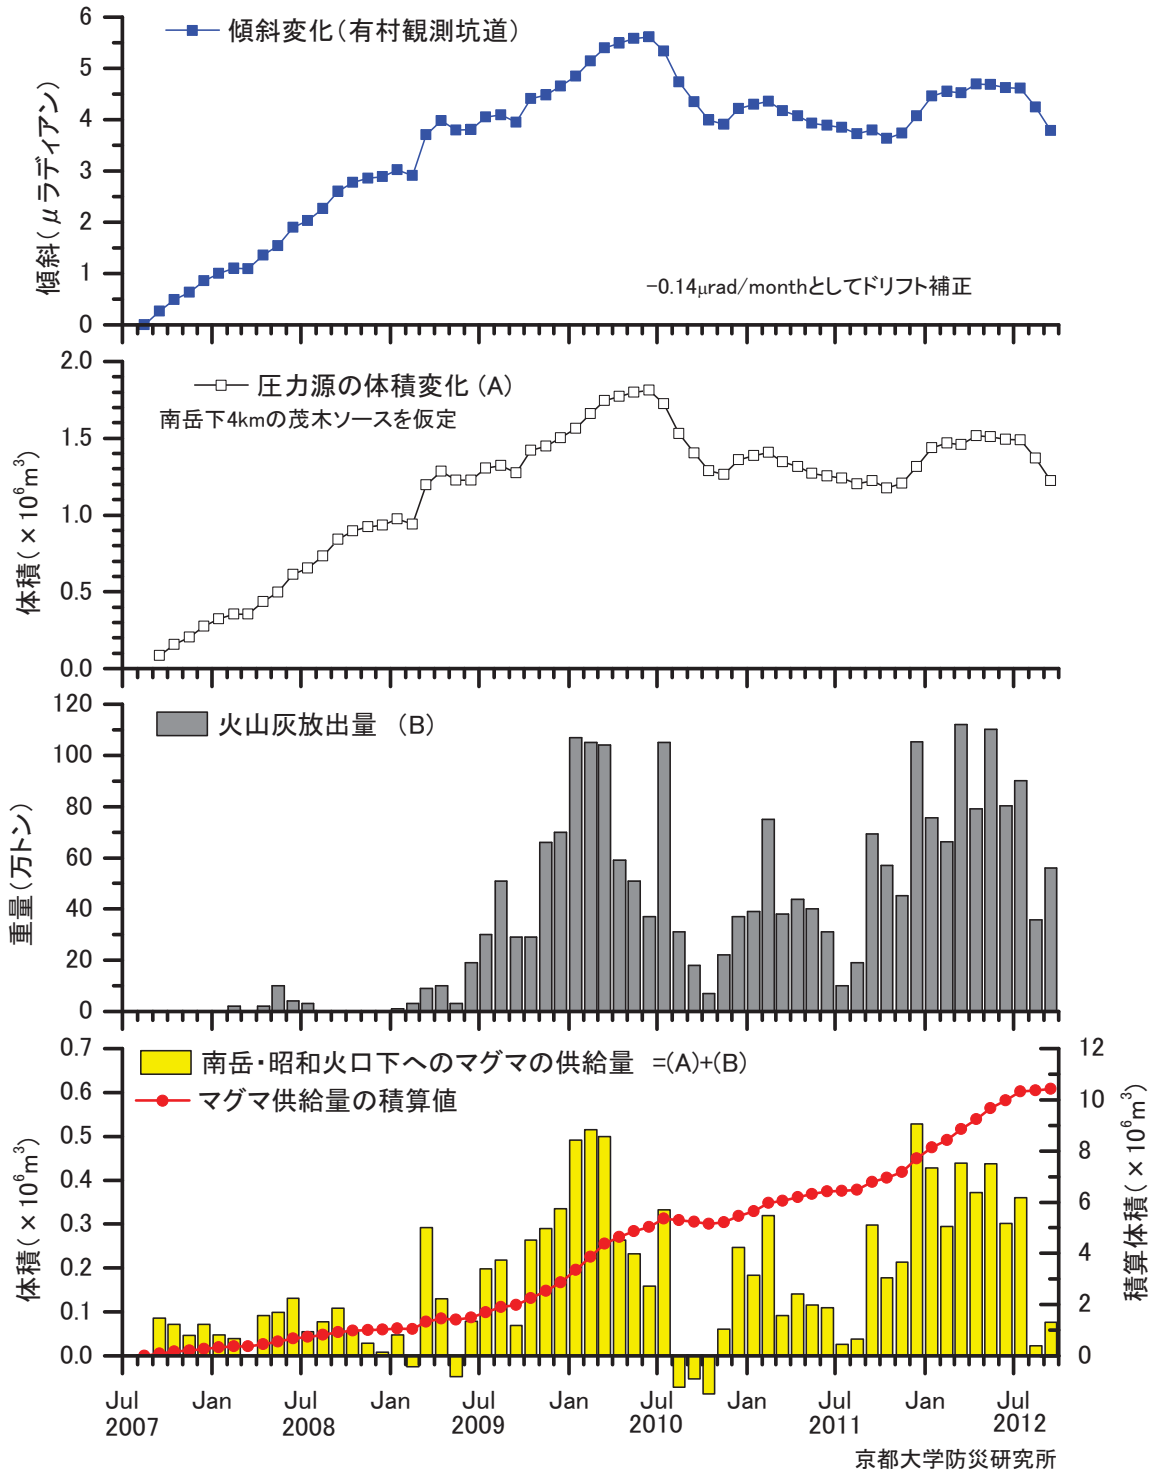 傾斜変化(有村観測坑道)
傾斜(μラディアン)
6
5
4
3
2
1
0
-0.14μrad/monthとしてドリフト補正
圧力源の体積変化(A)
南岳下4kmの茂木ソースを仮定
体積(×10⁶m³)
2.0
1.5
1.0
0.5
0.0
火山灰放出量 (B)
重量(万トン)
120
100
80
60
40
20
0
南岳・昭和火口下へのマグマの供給量 =(A)+(B)
マグマ供給量の積算値
体積(×10⁶m³)
0.7
0.6
0.5
0.4
0.3
0.2
0.1
0.0
積算体積(×10⁶m³)
12
10
8
6
4
2
0
Jul Jan Jul Jan Jul Jan Jul Jan Jul Jan Jul
2007 2008 2009 2010 2011 2012
京都大学防災研究所